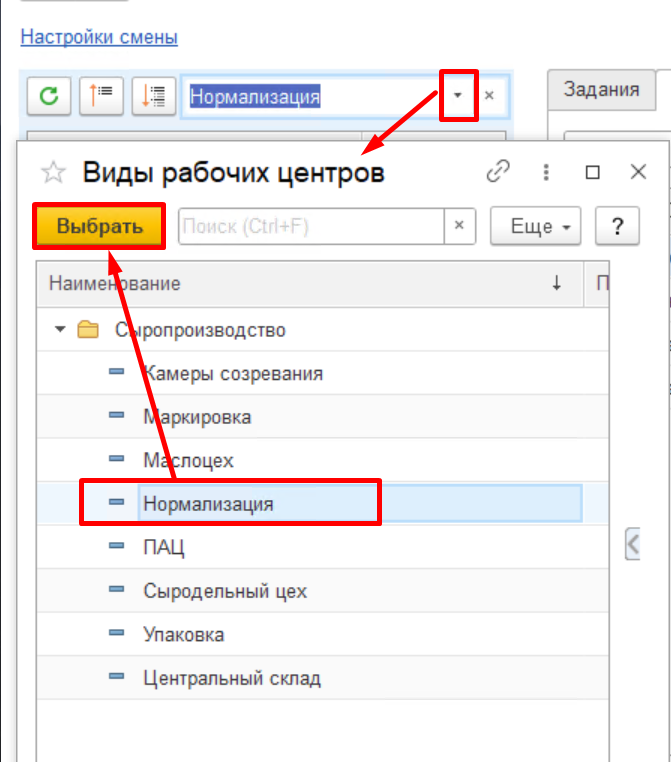 Настройки смены
Нормализация
Задания
Виды рабочих центров
Выбрать
Поиск (Ctrl+F)
Еще
?
Наименование
П
Сыропроизводство
Камеры созревания
Маркировка
Маслоцех
Нормализация
ПАЦ
Сыродельный цех
Упаковка
Центральный склад